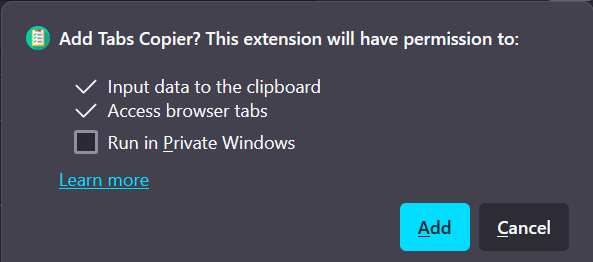 Add Tabs Copier? This extension will have permission to:
Input data to the clipboard
Access browser tabs
Run in Private Windows
Learn more
Add Cancel